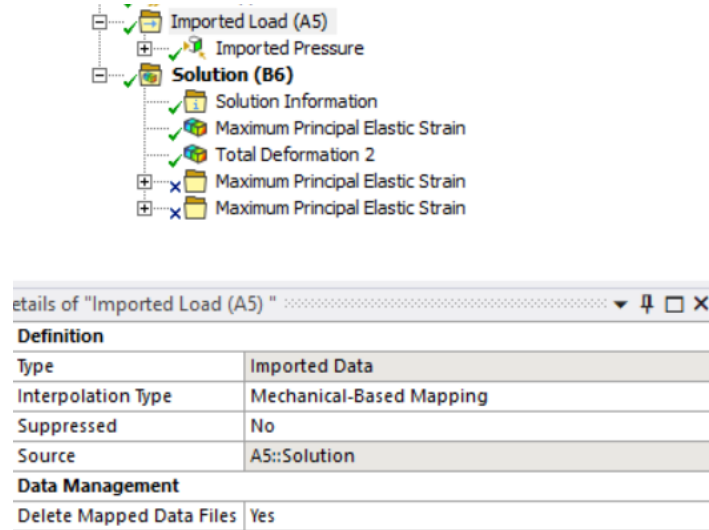 Imported Load (A5)
Imported Pressure
Solution (B6)
Solution Information
Maximum Principal Elastic Strain
Total Deformation 2
Maximum Principal Elastic Strain
Maximum Principal Elastic Strain
etails of "Imported Load (A5) "
Definition
Type Imported Data
Interpolation Type Mechanical-Based Mapping
Suppressed No
Source A5::Solution
Data Management
Delete Mapped Data Files Yes